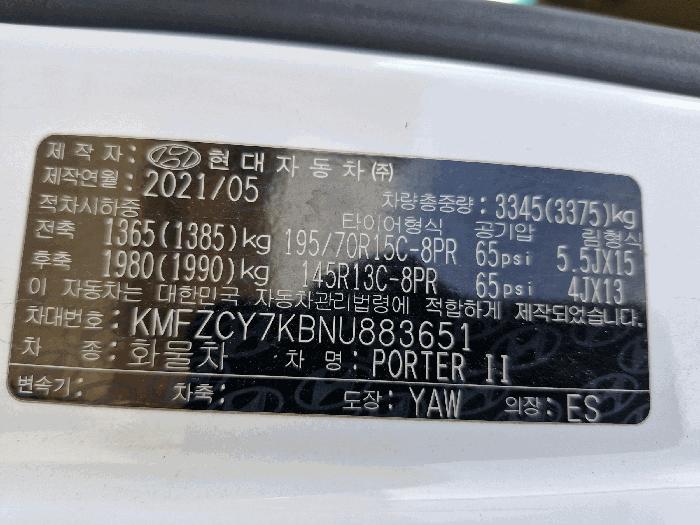 제 작 자 : 현대자동차㈜
제작연월: 2021/05
적차시하중 차량총중량 : 3345(3375)kg
타이어형식 공기압 림형식
전축 1365(1385)kg 195/70R15C-8PR 65psi 5.5JX15
후축 1980(1990)kg 145R13C-8PR 65psi 4JX13
이 자동차는 대한민국 자동차관리법령에 적합하게 제작되었습니다.
차대번호: KMFZCY7KBNU883651
차 종: 화물차 차 명: PORTER II
변속기: 차축: 도장: YAW 의장: ES